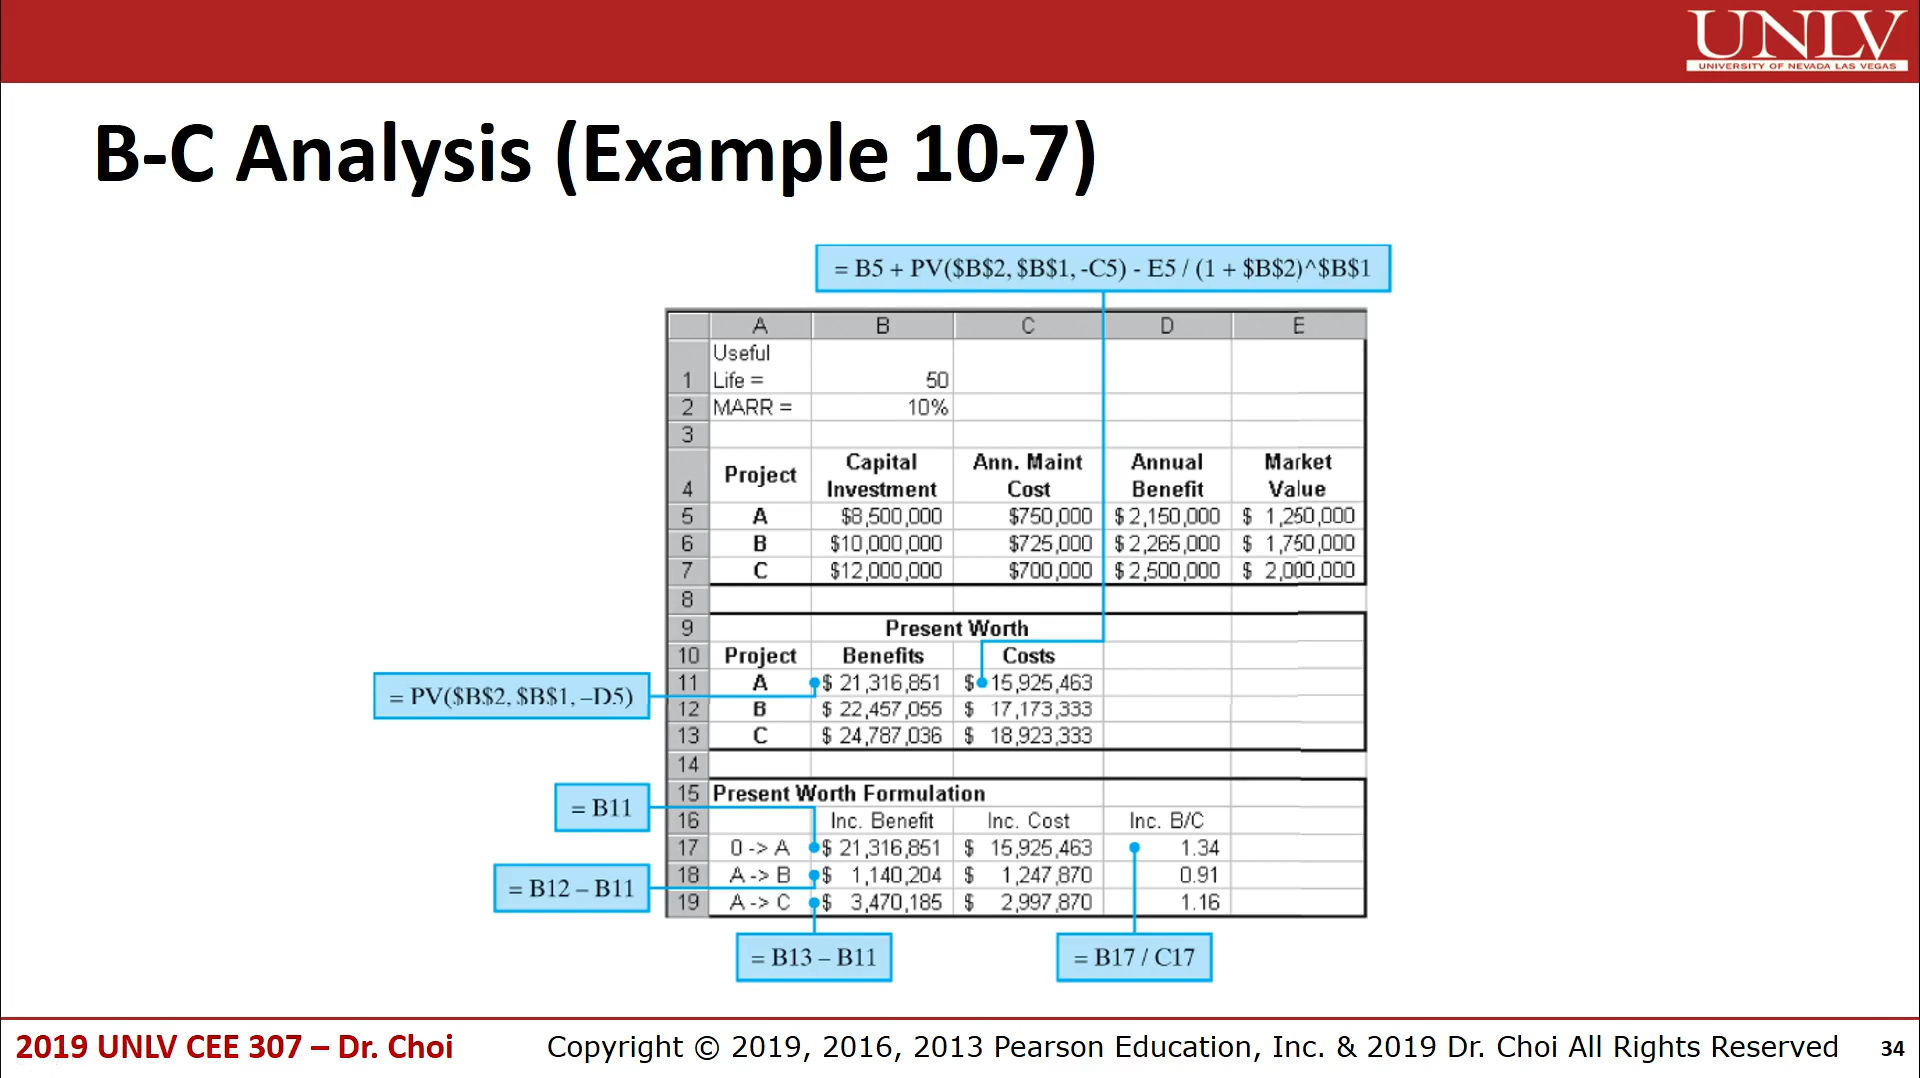 UNLV
UNIVERSITY OF NEVADA LAS VEGAS
B-C Analysis (Example 10-7)
= B5 + PV($B$2, $B$1, -C5) - E5 / (1 + $B$2)^$B$1
A B C D E
Useful
1 Life = 50
2 MARR = 10%
3
Capital Ann. Maint Annual Market
Project
4 Investment Cost Benefit Value
5 A $8,500,000 $750,000 $ 2,150,000 $ 1,250,000
6 B $10,000,000 $725,000 $ 2,265,000 $ 1,750,000
7 C $12,000,000 $700,000 $ 2,500,000 $ 2,000,000
8
9 Present Worth
10 Project Benefits Costs
11 A $ 21,316,851 $ 15,925,463
= PV($B$2, $B$1, –D5)
12 B $ 22,457,055 $ 17,173,333
13 C $ 24,787,036 $ 18,923,333
14
15 Present Worth Formulation
= B11
16 Inc. Benefit Inc. Cost Inc. B/C
17 0 -> A $ 21,316,851 $ 15,925,463 1.34
18 A -> B $ 1,140,204 $ 1,247,870 0.91
= B12 – B11
19 A -> C $ 3,470,185 $ 2,997,870 1.16
= B13 – B11 = B17 / C17
2019 UNLV CEE 307 – Dr. Choi Copyright © 2019, 2016, 2013 Pearson Education, Inc. & 2019 Dr. Choi All Rights Reserved 34